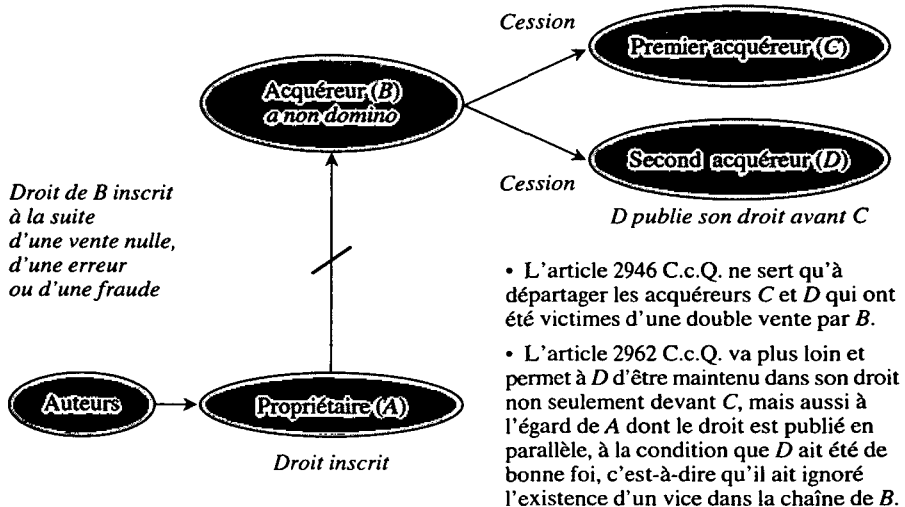 Cession
Premier acquéreur (C)
Acquéreur (B)
a non domino
Second acquéreur (D)
Cession
D publie son droit avant C
Droit de B inscrit
à la suite
d'une vente nulle,
d'une erreur
ou d'une fraude
• L'article 2946 C.c.Q. ne sert qu'à
départager les acquéreurs C et D qui ont
été victimes d'une double vente par B.
• L'article 2962 C.c.Q. va plus loin et
permet à D d'être maintenu dans son droit
non seulement devant C, mais aussi à
l'égard de A dont le droit est publié en
parallèle, à la condition que D ait été de
bonne foi, c'est-à-dire qu'il ait ignoré
l'existence d'un vice dans la chaîne de B.
Auteurs
Propriétaire (A)
Droit inscrit